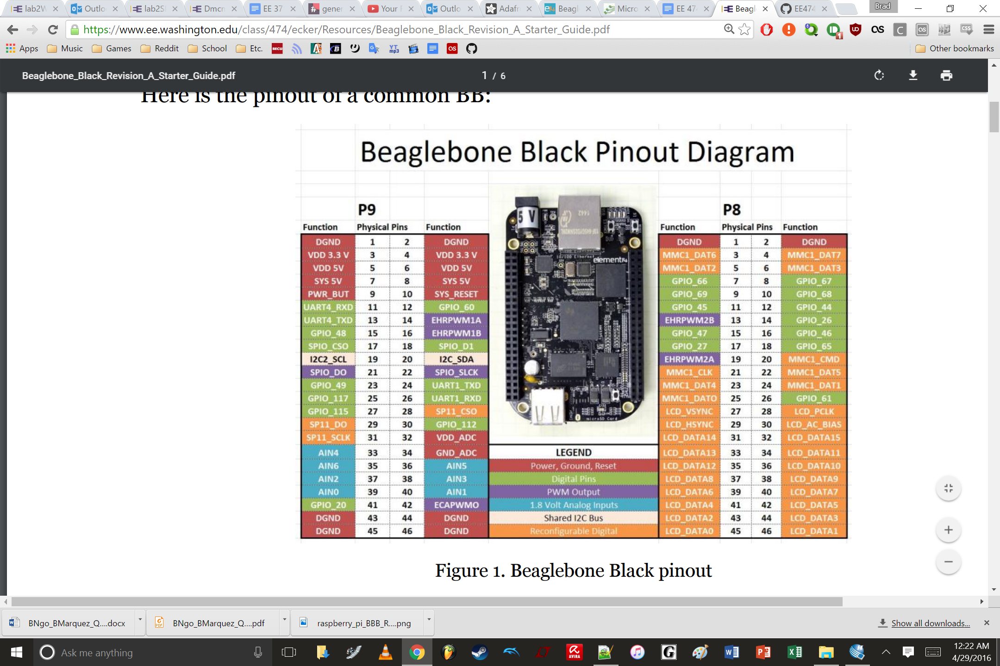 lab2W
Outlo
lab2S
Dmcn
EE 37
gener
Your
Outlo
Adafr
Beagl
Micro
EE 47
Beagl
EE474
Brad
https://www.ee.washington.edu/class/474/ecker/Resources/Beaglebone_Black_Revision_A_Starter_Guide.pdf
Apps Music Games Reddit School Etc. BECU YT mp3 Other bookmarks
Beaglebone_Black_Revision_A_Starter_Guide.pdf 1 / 6
Here is the pinout of a common BB:
Beaglebone Black Pinout Diagram
P9 P8
Function Physical Pins Function Function Physical Pins Function
DGND 1 2 DGND DGND 1 2 DGND
VDD 3.3 V 3 4 VDD 3.3 V MMC1_DAT6 3 4 MMC1_DAT7
VDD 5V 5 6 VDD 5V MMC1_DAT2 5 6 MMC1_DAT3
SYS 5V 7 8 SYS 5V GPIO_66 7 8 GPIO_67
PWR_BUT 9 10 SYS_RESET GPIO_69 9 10 GPIO_68
UART4_RXD 11 12 GPIO_60 GPIO_45 11 12 GPIO_44
UART4_TXD 13 14 EHRPWM1A EHRPWM2B 13 14 GPIO_26
GPIO_48 15 16 EHRPWM1B GPIO_47 15 16 GPIO_46
SPIO_CSO 17 18 SPIO_D1 GPIO_27 17 18 GPIO_65
I2C2_SCL 19 20 I2C_SDA EHRPWM2A 19 20 MMC1_CMD
SPIO_DO 21 22 SPIO_SLCK MMC1_CLK 21 22 MMC1_DAT5
GPIO_49 23 24 UART1_TXD MMC1_DAT4 23 24 MMC1_DAT1
GPIO_117 25 26 UART1_RXD MMC1_DATO 25 26 GPIO_61
GPIO_115 27 28 SP11_CSO LCD_VSYNC 27 28 LCD_PCLK
SP11_DO 29 30 GPIO_112 LCD_HSYNC 29 30 LCD_AC_BIAS
SP11_SCLK 31 32 VDD_ADC LCD_DATA14 31 32 LCD_DATA15
AIN4 33 34 GND_ADC LEGEND LCD_DATA13 33 34 LCD_DATA11
AIN6 35 36 AIN5 Power, Ground, Reset LCD_DATA12 35 36 LCD_DATA10
AIN2 37 38 AIN3 Digital Pins LCD_DATA8 37 38 LCD_DATA9
AIN0 39 40 AIN1 PWM Output LCD_DATA6 39 40 LCD_DATA7
GPIO_20 41 42 ECAPWMO 1.8 Volt Analog Inputs LCD_DATA4 41 42 LCD_DATA5
DGND 43 44 DGND Shared I2C Bus LCD_DATA2 43 44 LCD_DATA3
DGND 45 46 DGND Reconfigurable Digital LCD_DATA0 45 46 LCD_DATA1
5 V
1442
10/100 Ethernet
element14
microSD Card
Figure 1. Beaglebone Black pinout
BNgo_BMarquez_Q....docx BNgo_BMarquez_Q....pdf raspberry_pi_BBB_R....png Show all downloads...
Ask me anything
AVIRA
12:22 AM
4/29/2016